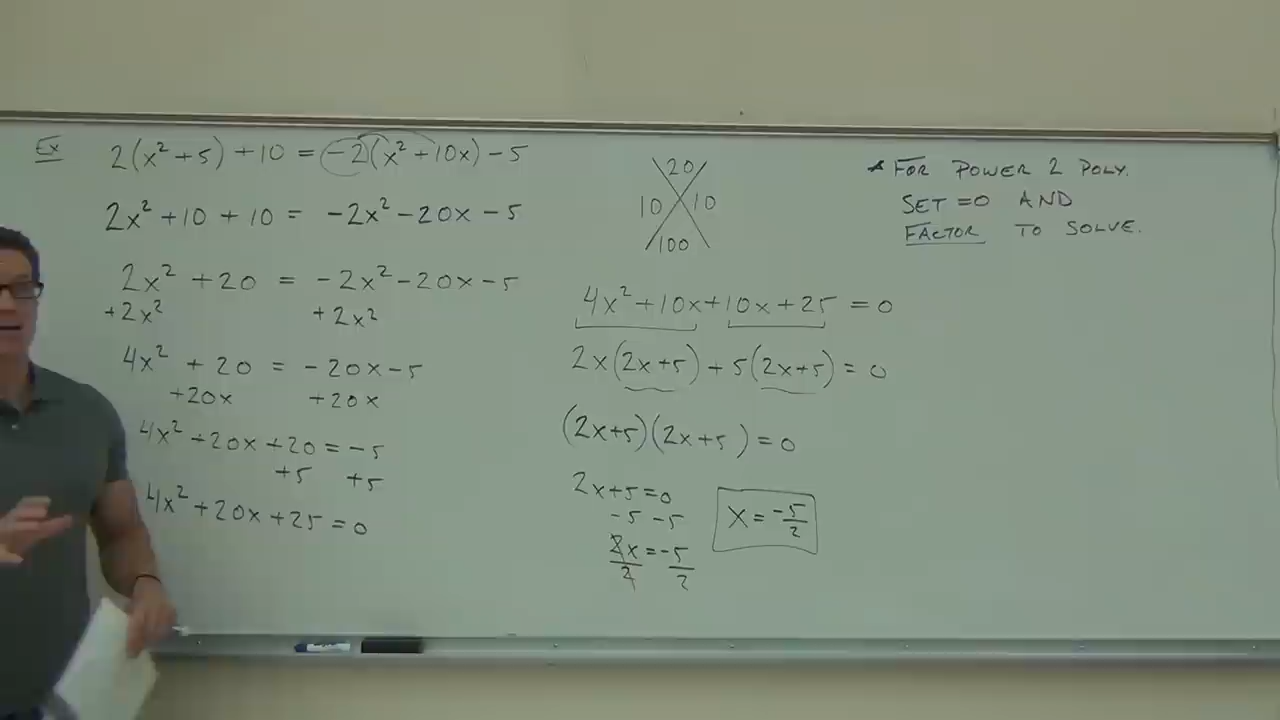 Ex 2(x² + 5) + 10 = -2(x² + 10x) - 5
2x² + 10 + 10 = -2x² - 20x - 5
2x² + 20 = -2x² - 20x - 5
+2x² +2x²
4x² + 20 = -20x - 5
+20x +20x
4x² + 20x + 20 = -5
+5 +5
4x² + 20x + 25 = 0
20
10 10
100
4x² + 10x + 10x + 25 = 0
2x(2x+5) + 5(2x+5) = 0
(2x+5)(2x+5) = 0
2x+5=0
-5 -5
2x = -5
2 2
x = -5/2
* FOR POWER 2 POLY.
SET =0 AND
FACTOR TO SOLVE.